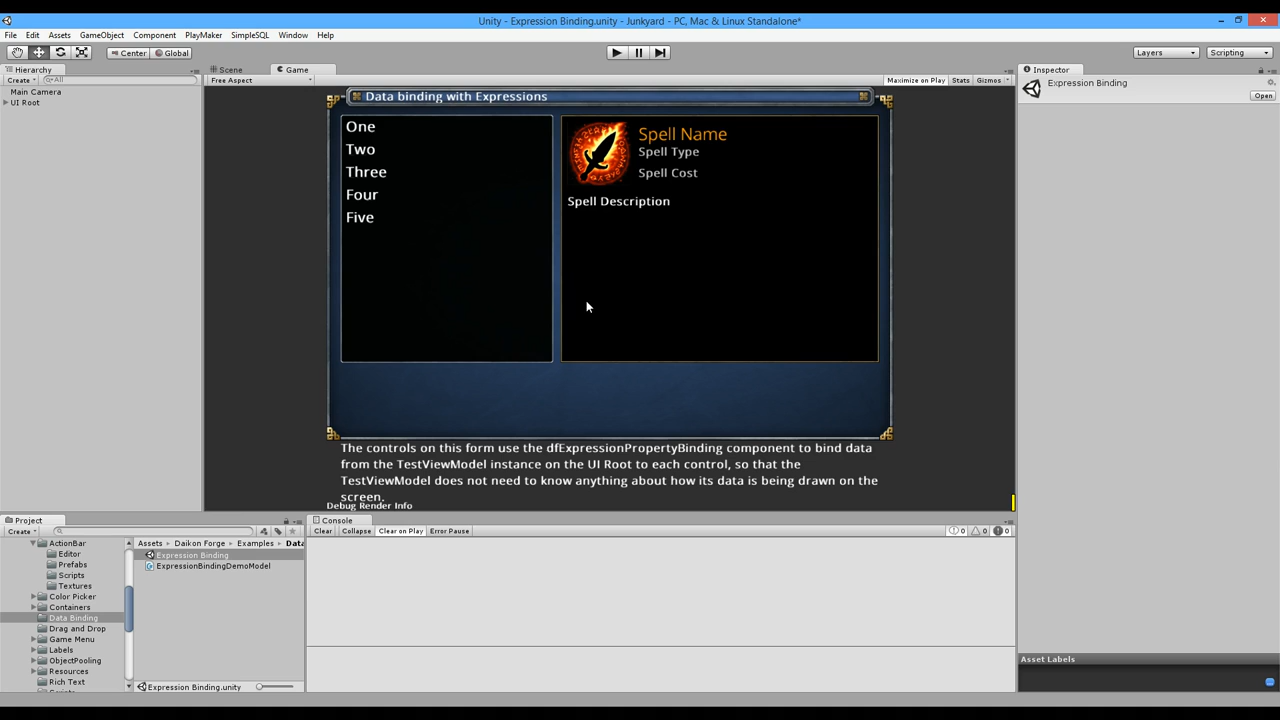 Unity - Expression Binding.unity - Junkyard - PC, Mac & Linux Standalone*
File Edit Assets GameObject Component PlayMaker SimpleSQL Window Help
Center Global Layers Scripting
Hierarchy Scene Game Inspector
Create All Free Aspect Maximize on Play Stats Gizmos Expression Binding
Open
Main Camera
UI Root
Data binding with Expressions
One
Two
Three
Four
Five
Spell Name
Spell Type
Spell Cost
Spell Description
The controls on this form use the dfExpressionPropertyBinding component to bind data
from the TestViewModel instance on the UI Root to each control, so that the
TestViewModel does not need to know anything about how its data is being drawn on the
screen.
Debug Render Info
Project Console
Create Clear Collapse Clear on Play Error Pause 0 0 0
ActionBar
Editor
Prefabs
Scripts
Textures
Color Picker
Containers
Data Binding
Drag and Drop
Game Menu
Labels
ObjectPooling
Resources
Rich Text
Assets Daikon Forge Examples Data
Expression Binding
ExpressionBindingDemoModel
Expression Binding.unity
Asset Labels